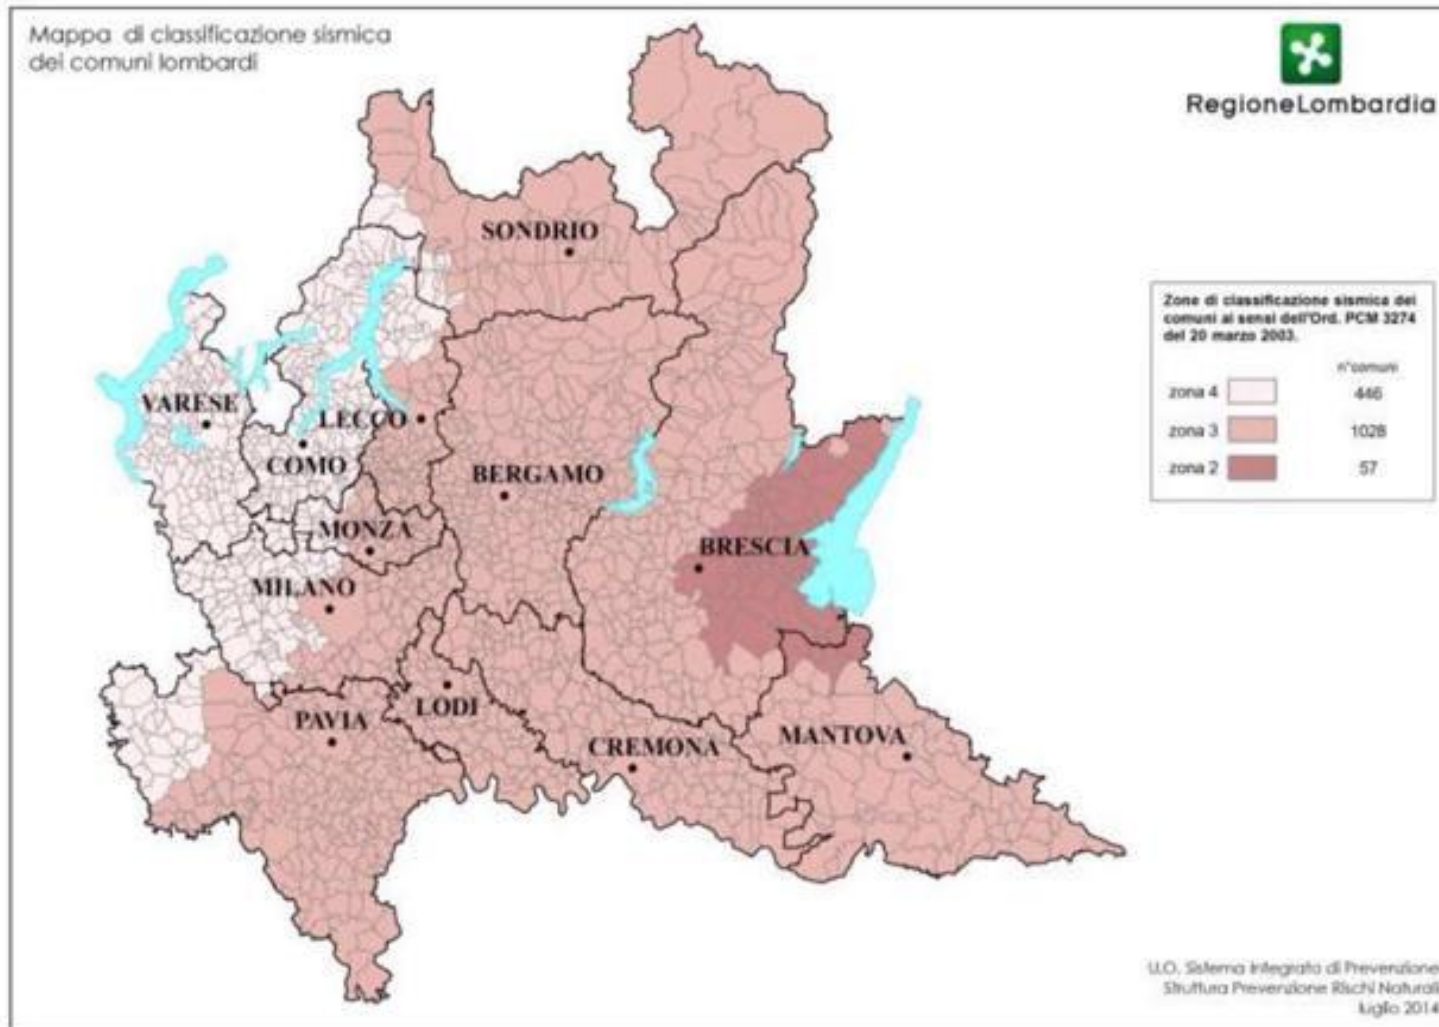 Mappa di classificazione sismica
dei comuni lombardi
RegioneLombardia
SONDRIO
VARESE
LECCO
COMO
BERGAMO
MONZA
BRESCIA
MILANO
PAVIA
LODI
CREMONA
MANTOVA
Zone di classificazione sismica dei
comuni ai sensi dell'Ord. PCM 3274
del 20 marzo 2003.
n°comuni
zona 4 446
zona 3 1028
zona 2 57
U.O. Sistema Integrato di Prevenzione
Struttura Prevenzione Rischi Naturali
luglio 2014